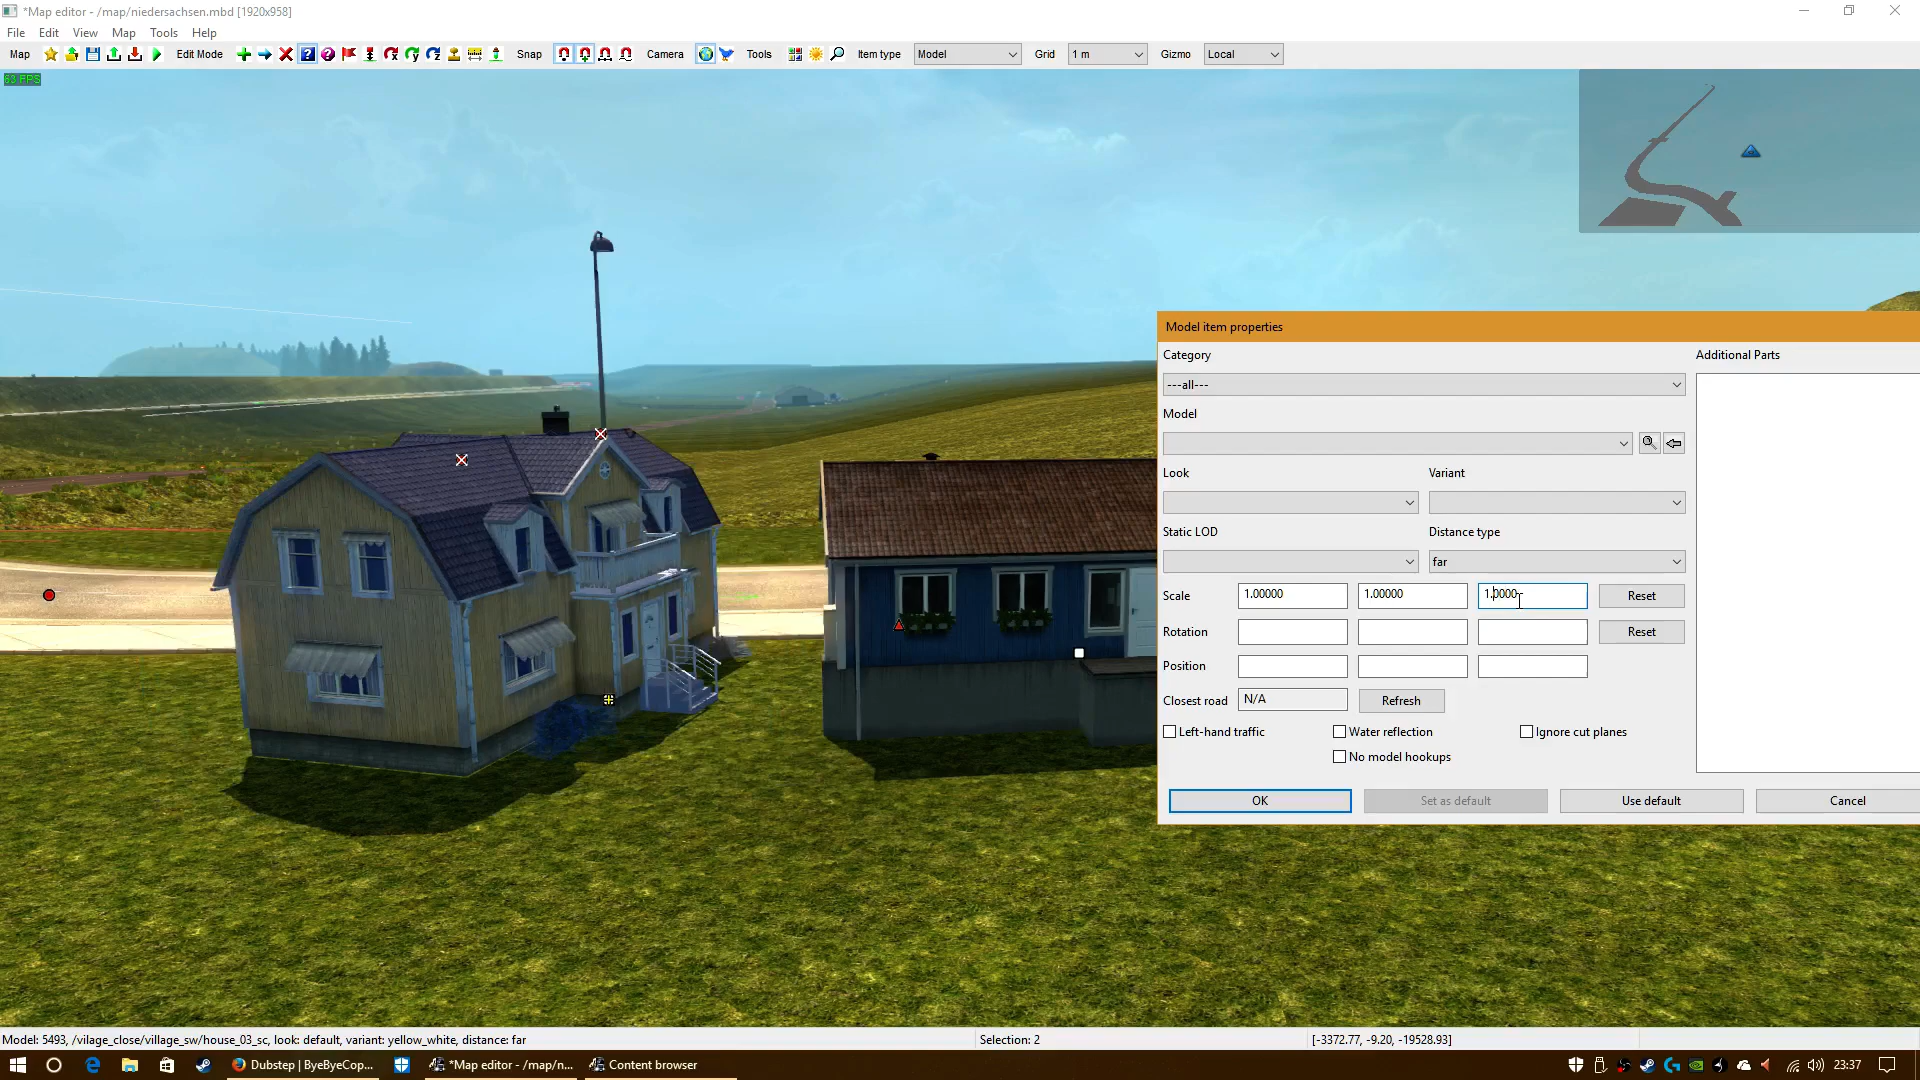 *Map editor - /map/niedersachsen.mbd [1920x958]
File Edit View Map Tools Help
Map Edit Mode Snap Camera Tools Item type Model Grid 1 m Gizmo Local
63 FPS
Model item properties
Category
Additional Parts
---all---
Model
Look Variant
Static LOD Distance type
far
Scale 1.00000 1.00000 1.0000 Reset
Rotation Reset
Position
Closest road N/A Refresh
Left-hand traffic Water reflection Ignore cut planes
No model hookups
OK Set as default Use default Cancel
Model: 5493, /vilage_close/village_sw/house_03_sc, look: default, variant: yellow_white, distance: far Selection: 2 [-3372.77, -9.20, -19528.93]
Dubstep | ByeByeCop... *Map editor - /map/n... Content browser 23:37